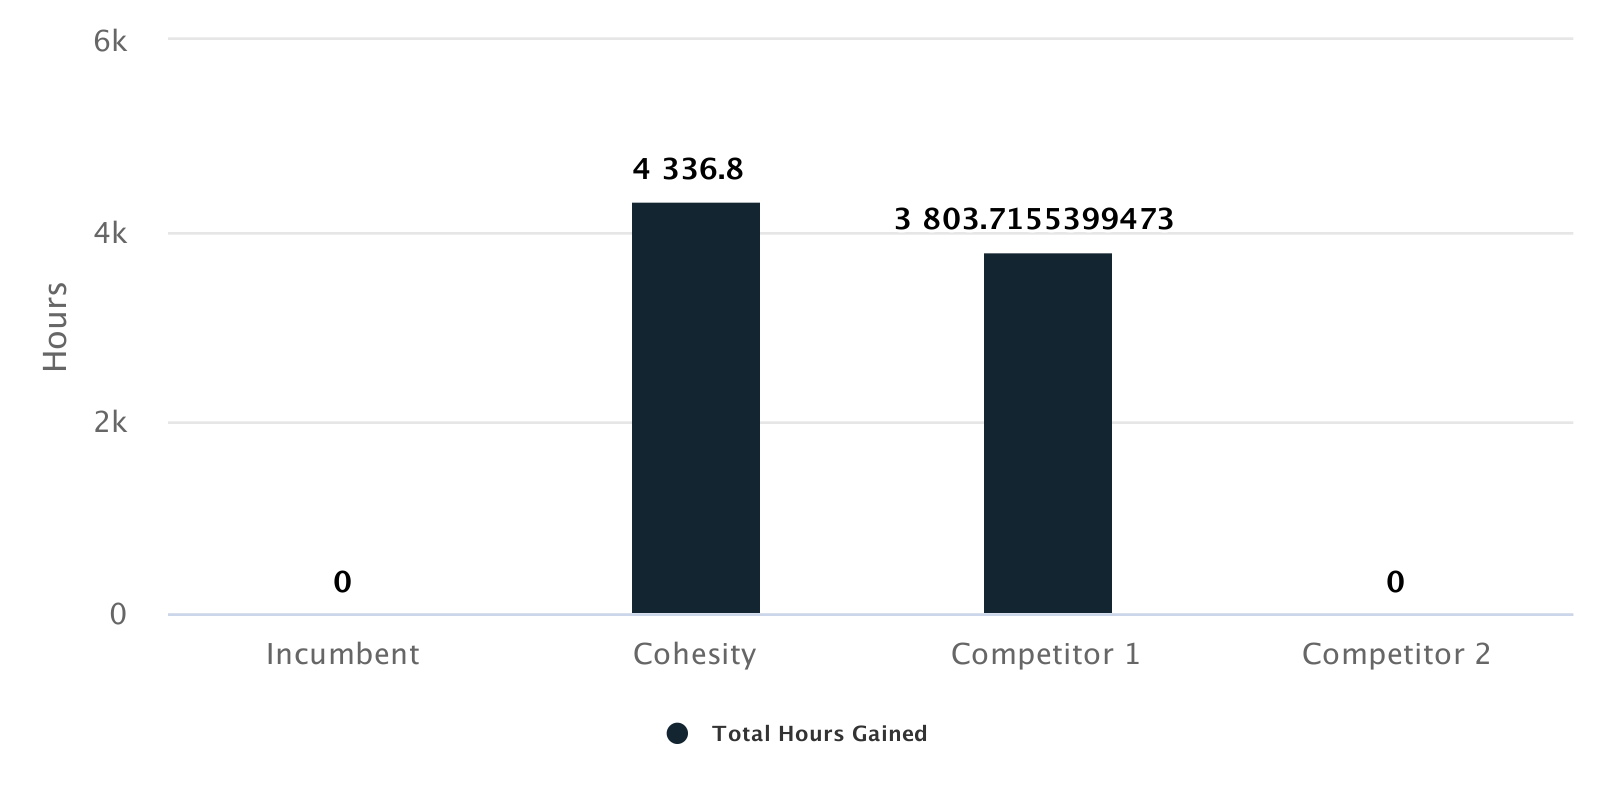 6k
4 336.8
3 803.7155399473
4k
Hours
2k
0
0
0
Incumbent
Cohesity
Competitor 1
Competitor 2
Total Hours Gained